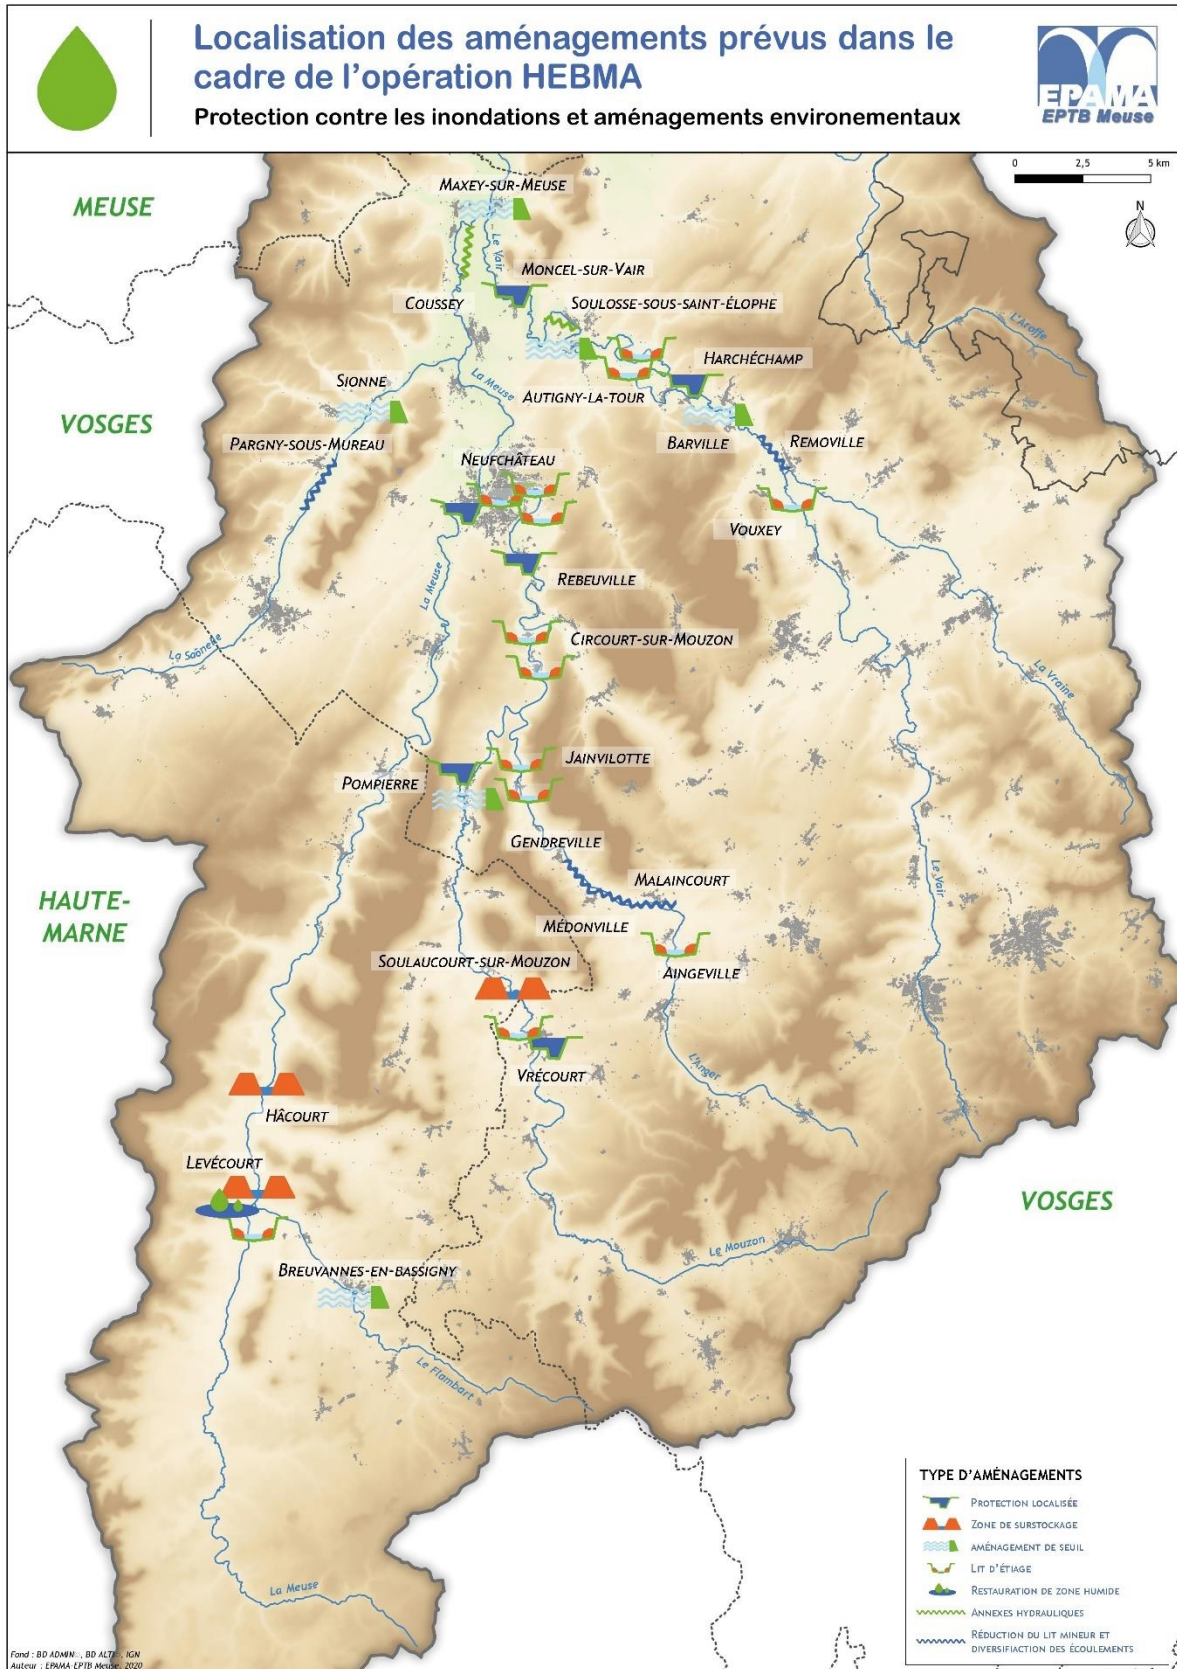 Localisation des aménagements prévus dans le
cadre de l'opération HEBMA
Protection contre les inondations et aménagements environementaux
EPAMA
EPTB Meuse
0 2,5 5 km
N
MEUSE
MAXEY-SUR-MEUSE
Le Vair
MONCEL-SUR-VAIR
COUSSEY
SOULOSSE-SOUS-SAINT-ÉLOPHE
L'Aroffe
HARCHÉCHAMP
La Meuse
SIONNE
AUTIGNY-LA-TOUR
VOSGES
PARGNY-SOUS-MUREAU
BARVILLE
REMOVILLE
NEUFCHÂTEAU
VOUXEY
La Meuse
REBEUVILLE
CIRCOURT-SUR-MOUZON
La Saônelle
La Vraine
JAINVILOTTE
POMPIERRE
GENDREVILLE
Le Vair
MALAINCOURT
HAUTE-
MARNE
MÉDONVILLE
SOULAUCOURT-SUR-MOUZON
AINGEVILLE
VRÉCOURT
L'Anger
HÂCOURT
LEVÉCOURT
VOSGES
Le Mouzon
BREUVANNES-EN-BASSIGNY
Le Flambart
La Meuse
TYPE D'AMÉNAGEMENTS
PROTECTION LOCALISÉE
ZONE DE SURSTOCKAGE
AMÉNAGEMENT DE SEUIL
LIT D'ÉTIAGE
RESTAURATION DE ZONE HUMIDE
ANNEXES HYDRAULIQUES
RÉDUCTION DU LIT MINEUR ET
DIVERSIFIACTION DES ÉCOULEMENTS
Fond : BD ADMIN , BD ALTI , IGN
Auteur : EPAMA-EPTB Meuse, 2020